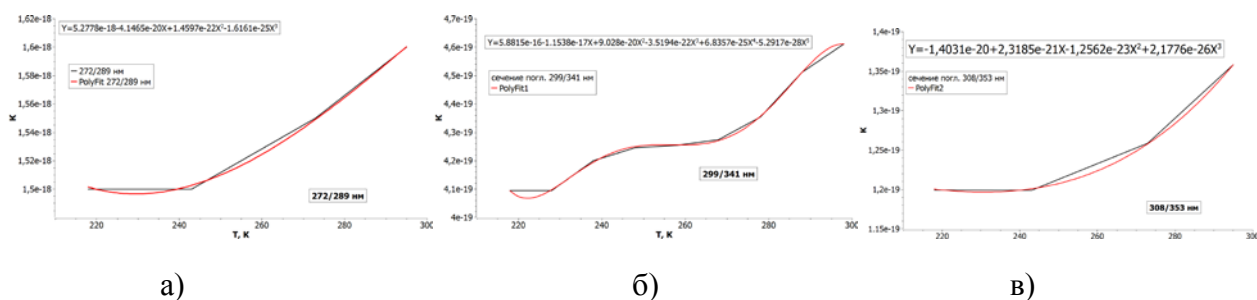 1,62e-18
Y=5.2778e-18-4.1465e-20X+1.4597e-22X²-1.6161e-25X³
1,6e-18
272/289 нм
PolyFit 272/289 нм
1,58e-18
К
1,56e-18
1,54e-18
1,52e-18
1,5e-18
272/289 нм
220 240 260 280 300
T, К
а)
4,7e-19
Y=5.8815e-16-1.1538e-17X+9.028e-20X²-3.5194e-22X³+6.8357e-25X⁴-5.2917e-28X⁵
4,6e-19
сечение погл. 299/341 нм
PolyFit1
4,5e-19
К
4,4e-19
4,3e-19
4,2e-19
4,1e-19
299/341 нм
4e-19
220 240 260 280 300
T, К
б)
1,4e-19
Y=-1,4031e-20+2,3185e-21X-1,2562e-23X²+2,1776e-26X³
1,35e-19
сечение погл. 308/353 нм
PolyFit2
1,3e-19
К
1,25e-19
1,2e-19
308/353 нм
1.15e-19
220 240 260 280 300
T, К
в)